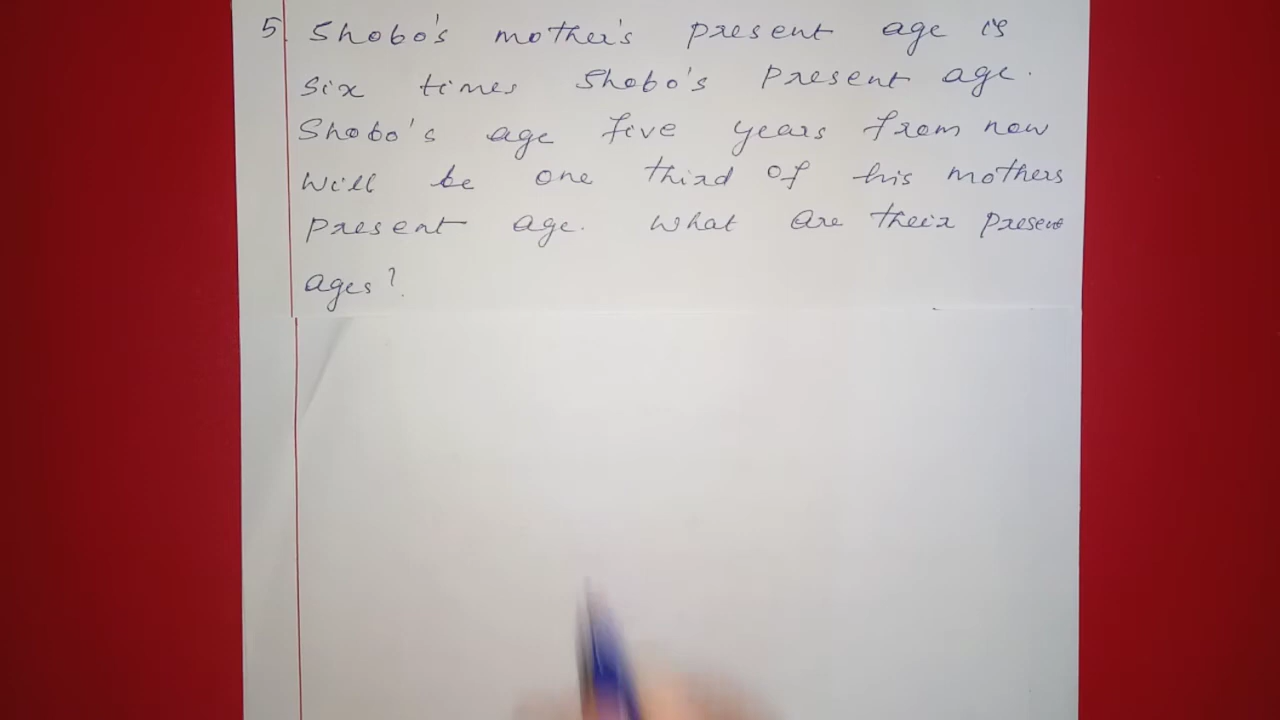 5 Shobo's mother's present age is
six times Shobo's present age.
Shobo's age five years from now
will be one third of his mothers
present age. What are their present
ages?